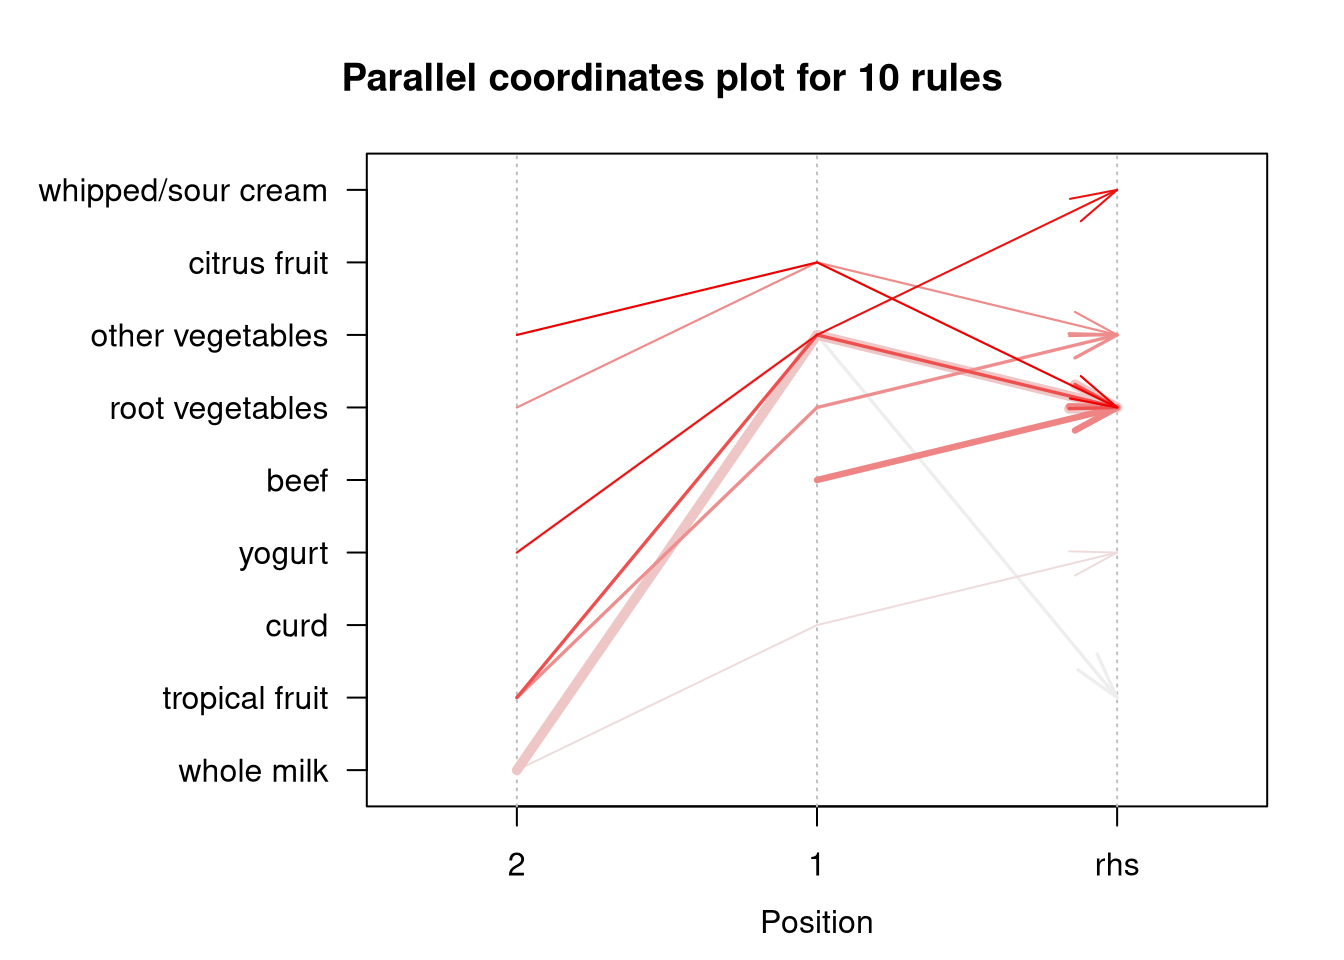 Parallel coordinates plot for 10 rules
whipped/sour cream
citrus fruit
other vegetables
root vegetables
beef
yogurt
curd
tropical fruit
whole milk
2 1 rhs
Position